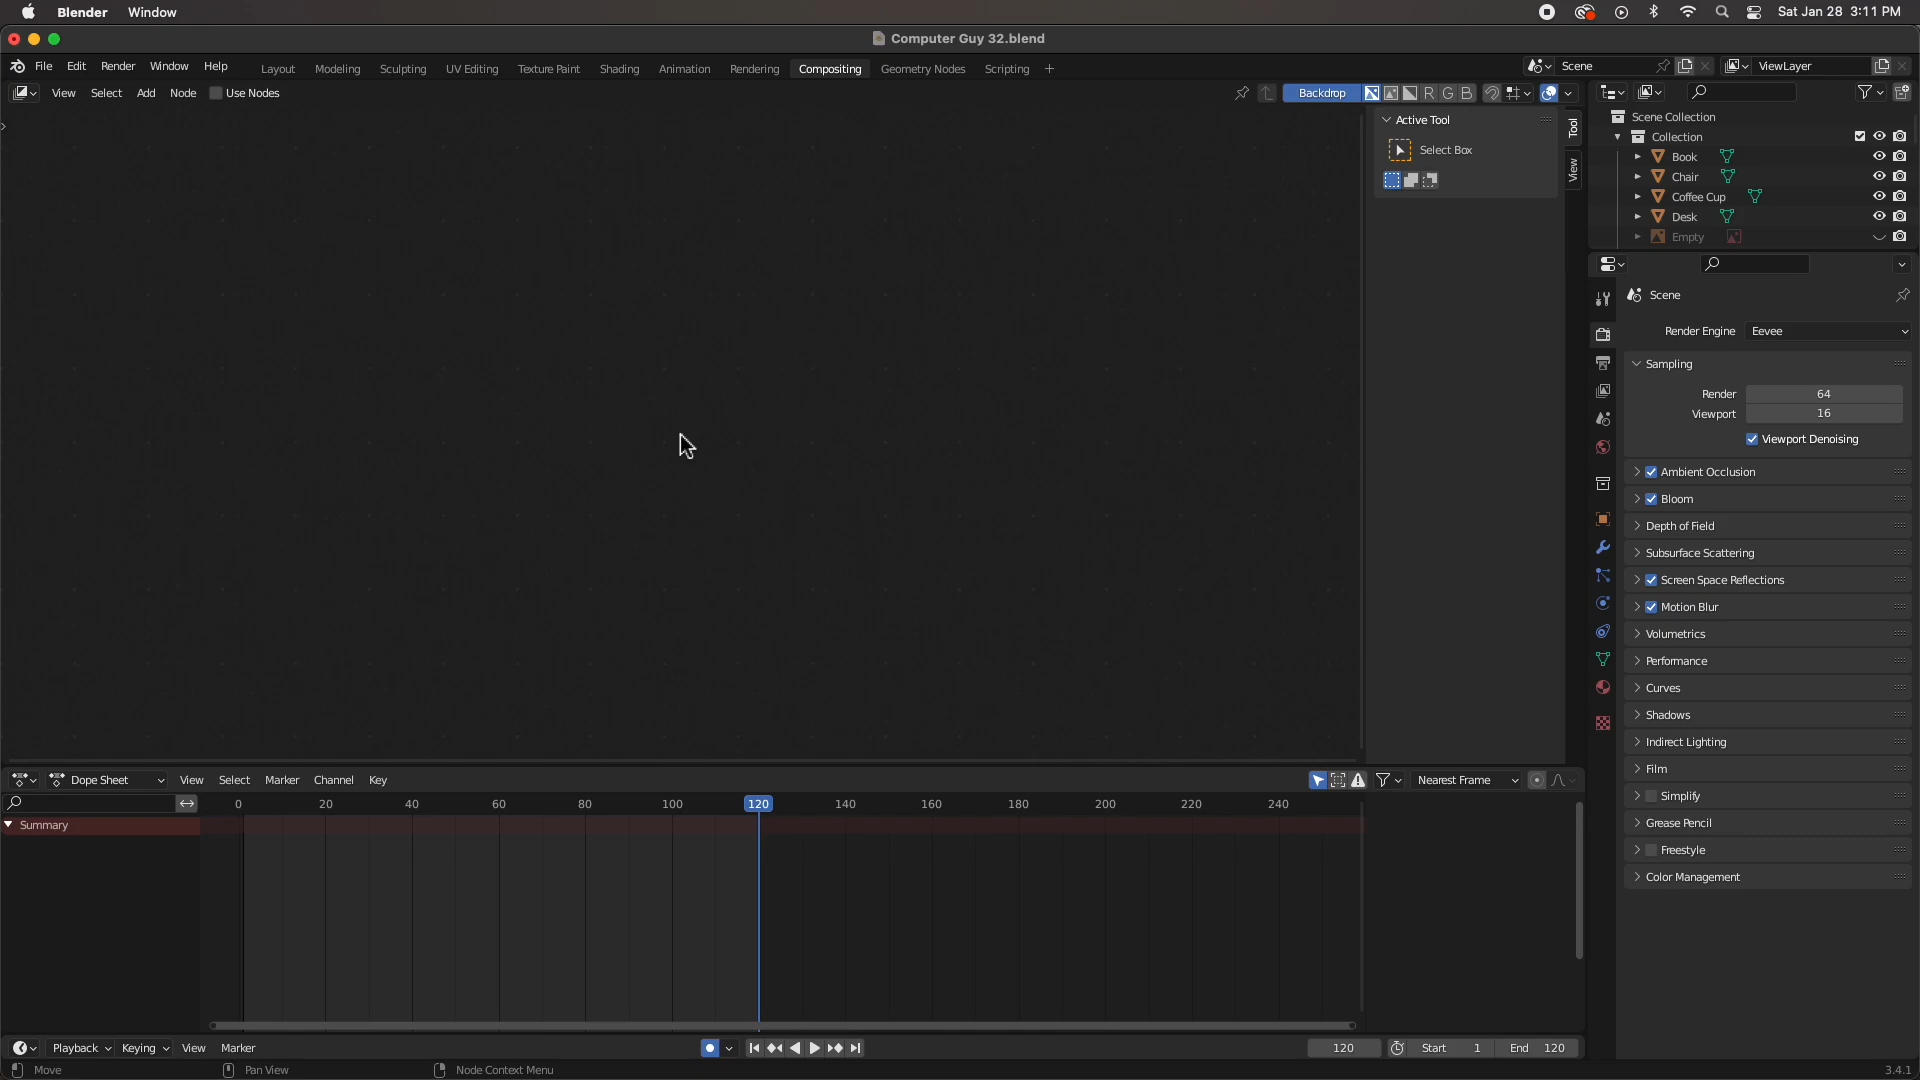 Blender Window Sat Jan 28 3:11 PM
Computer Guy 32.blend
File Edit Render Window Help Layout Modeling Sculpting UV Editing Texture Paint Shading Animation Rendering Compositing Geometry Nodes Scripting + Scene ViewLayer
View Select Add Node Use Nodes Backdrop R G B
Active Tool
Select Box
Tool
View
Scene Collection
Collection
Book
Chair
Coffee Cup
Desk
Empty
Scene
Render Engine Eevee
Sampling
Render 64
Viewport 16
Viewport Denoising
Ambient Occlusion
Bloom
Depth of Field
Subsurface Scattering
Screen Space Reflections
Motion Blur
Volumetrics
Performance
Curves
Shadows
Indirect Lighting
Film
Simplify
Grease Pencil
Freestyle
Color Management
Dope Sheet View Select Marker Channel Key Nearest Frame
0 20 40 60 80 100 120 140 160 180 200 220 240
Summary
Playback Keying View Marker 120 Start 1 End 120
Move Pan View Node Context Menu 3.4.1